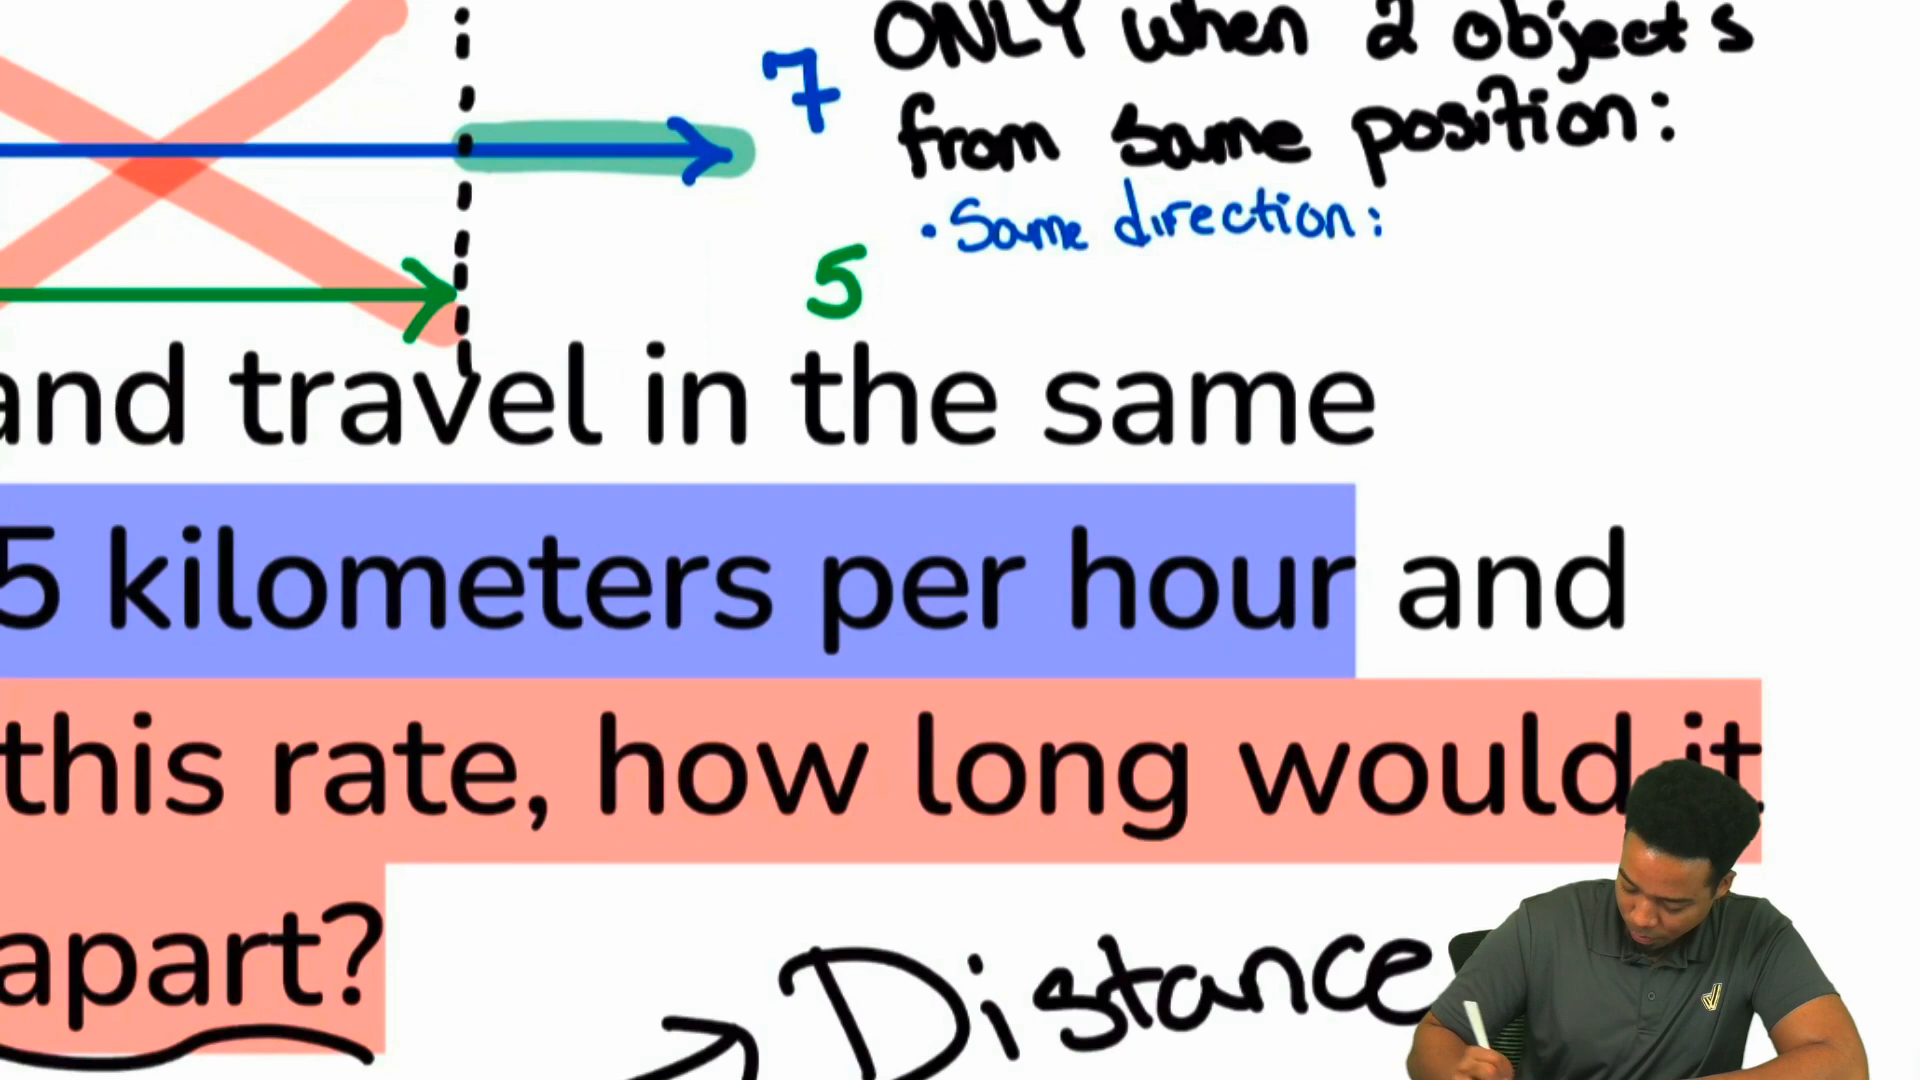 ONLY when 2 objects
from same position:
7
• Same direction:
5
and travel in the same
5 kilometers per hour and
this rate, how long would it
apart?
Distance